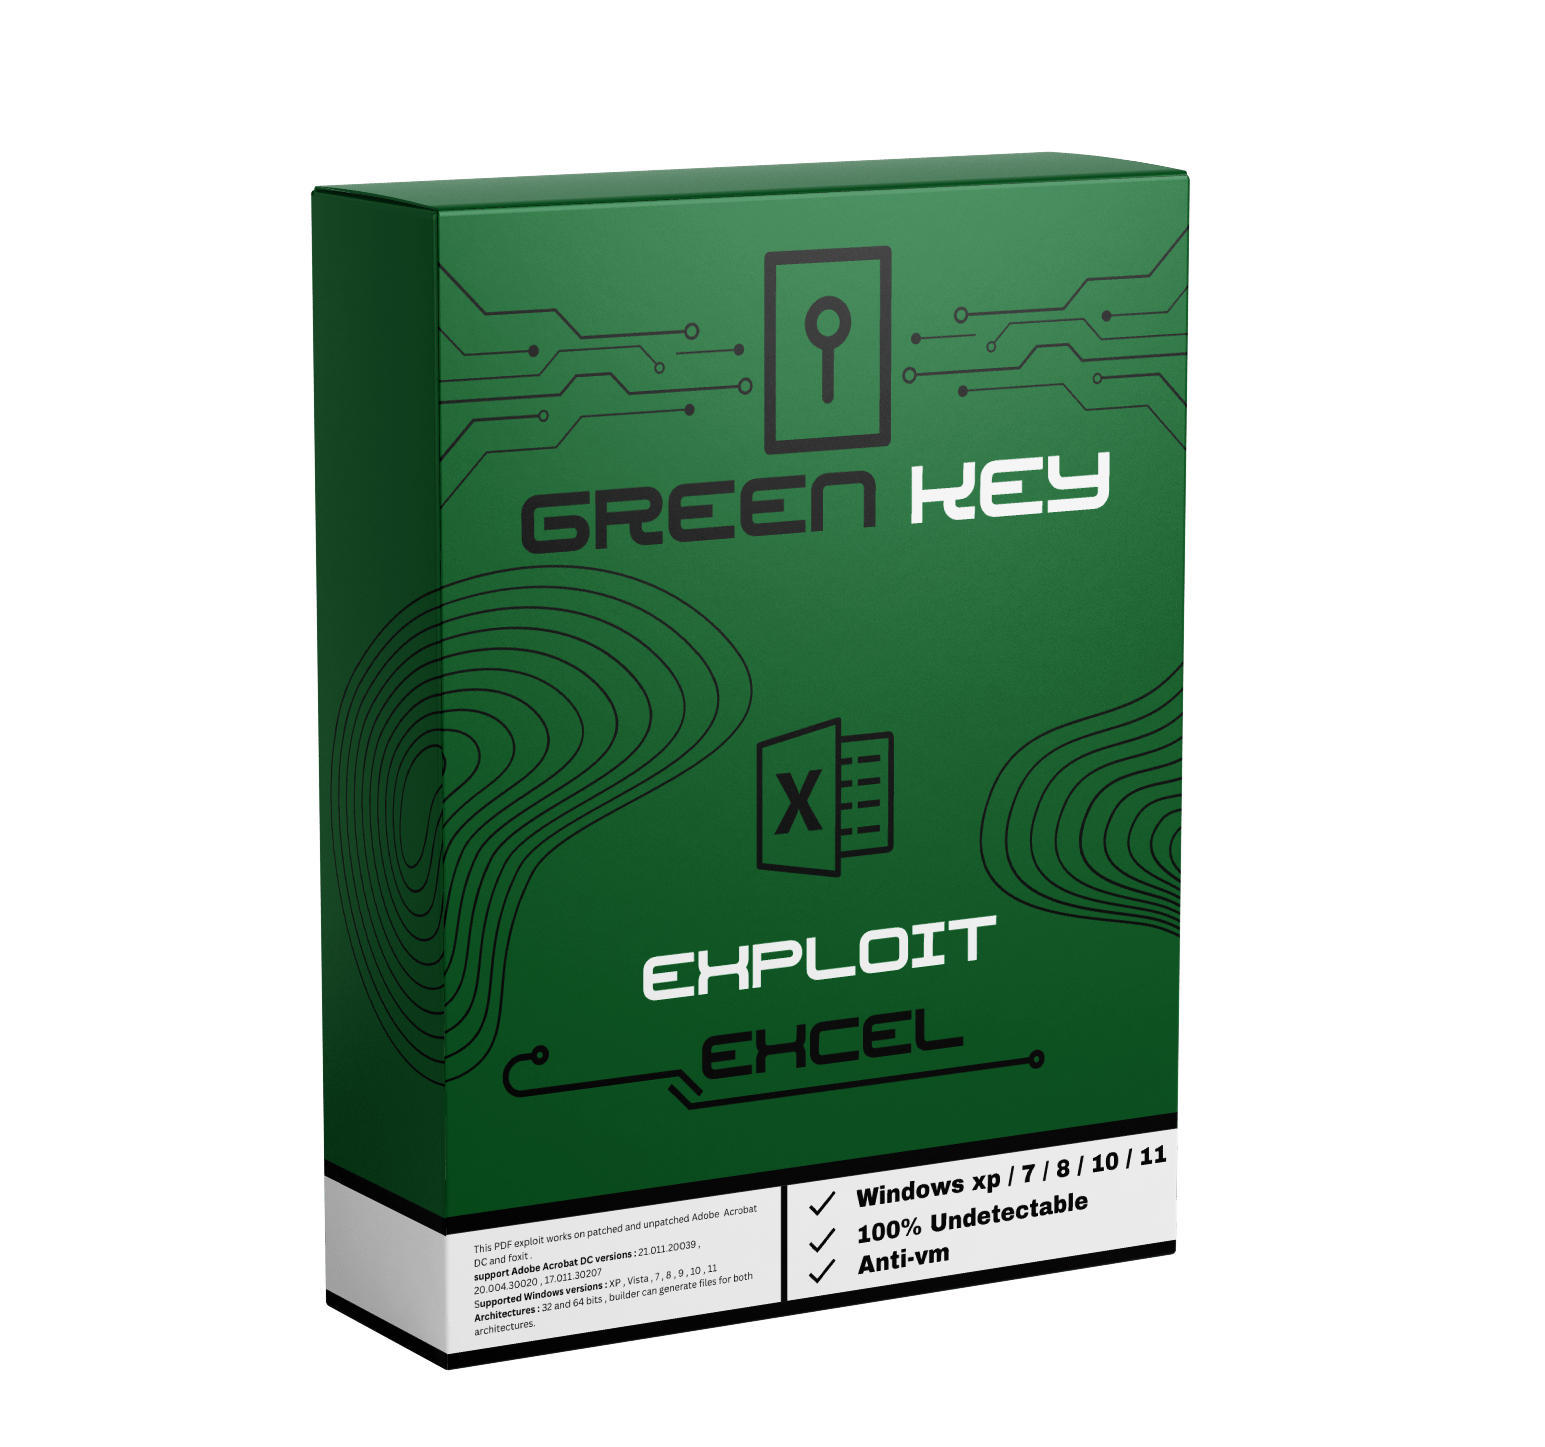 GREEN KEY
X
EXPLOIT
EXCEL
This PDF exploit works on patched and unpatched Adobe Acrobat
DC and foxit .
support Adobe Acrobat DC versions : 21.011.20039 ,
20.004.30020 , 17.011.30207
Supported Windows versions : XP , Vista , 7 , 8 , 9 , 10 , 11
Architectures : 32 and 64 bits , builder can generate files for both
architectures.
Windows xp / 7 / 8 / 10 / 11
100% Undetectable
Anti-vm